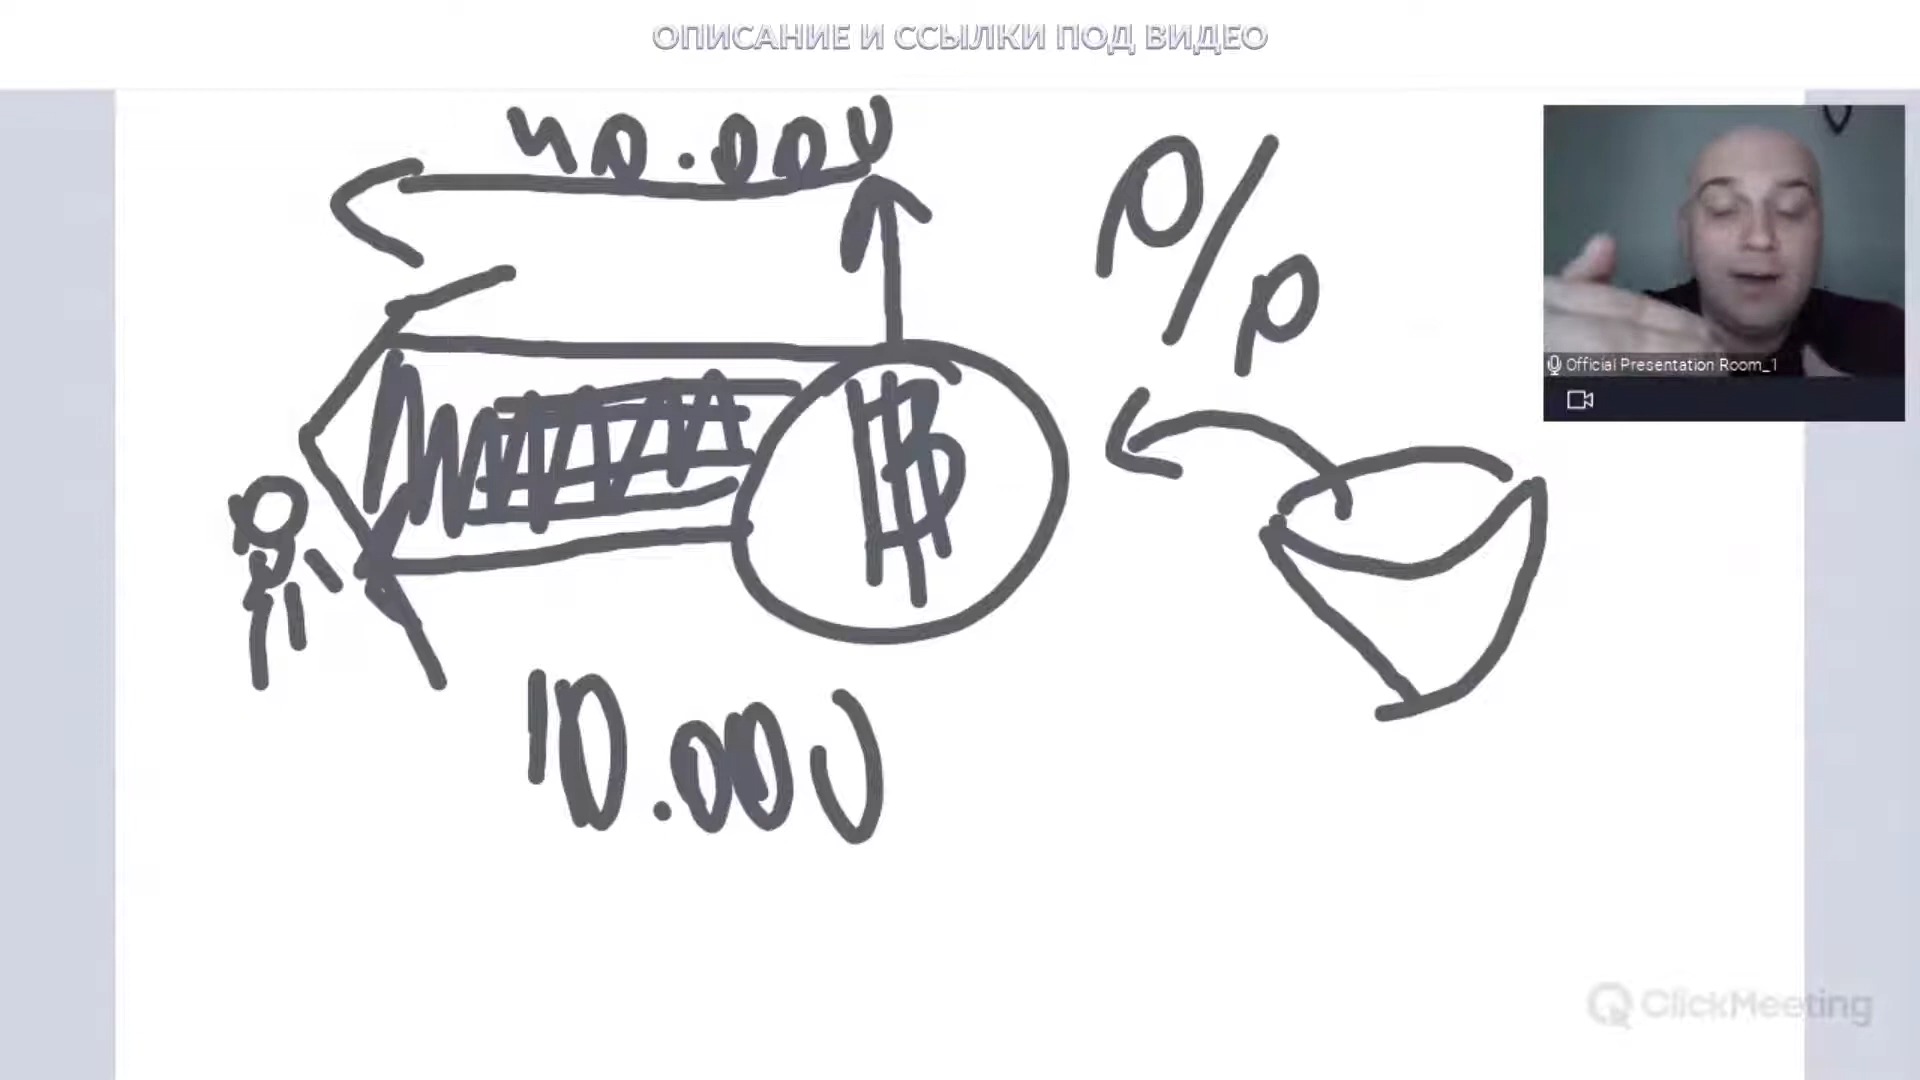 ОПИСАНИЕ И ССЫЛКИ ПОД ВИДЕО
40.000
P/P
Official Presentation Room_1
B
10.000
ClickMeeting